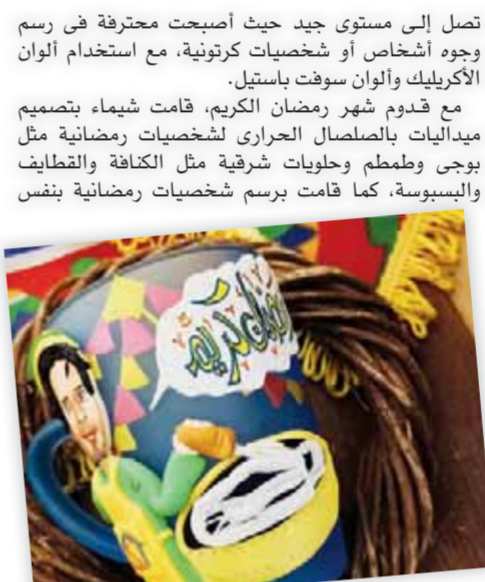 تصل إلى مستوى جيد حيث أصبحت محترفة فى رسم
وجوه أشخاص أو شخصيات كرتونية، مع استخدام ألوان
الأكريليك وألوان سوفت باستيل.
مع قدوم شهر رمضان الكريم، قامت شيماء بتصميم
ميداليات بالصلصال الحرارى لشخصيات رمضانية مثل
بوجى وطمطم وحلويات شرقية مثل الكنافة والقطايف
والبسبوسة، كما قامت برسم شخصيات رمضانية بنفس
رمضان كريم